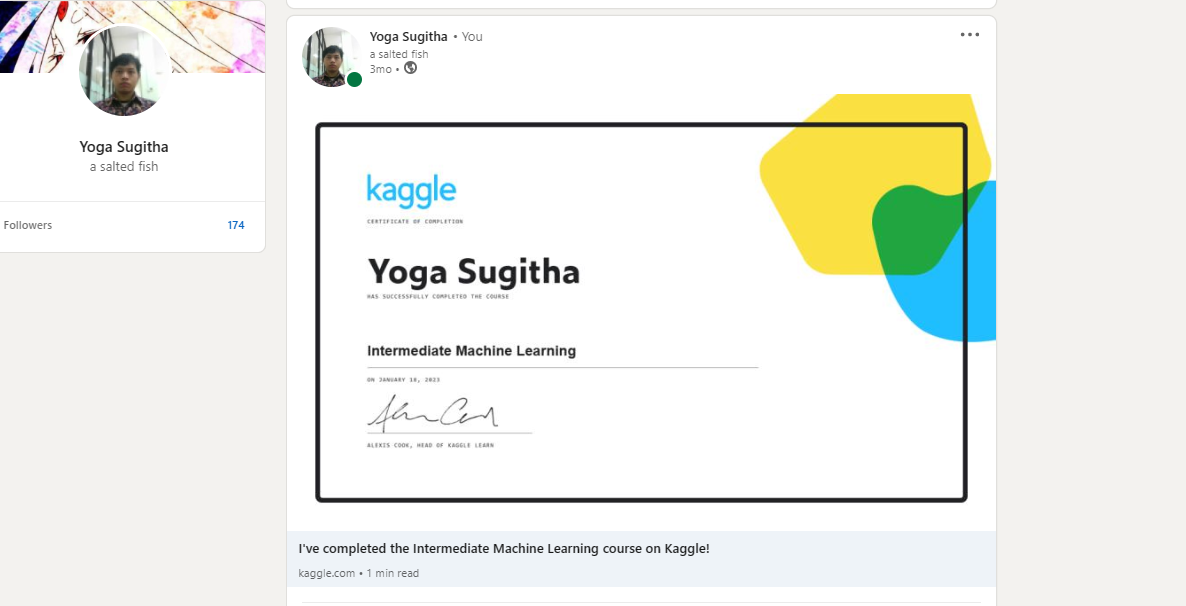 Yoga Sugitha
a salted fish
Followers 174
Yoga Sugitha • You
a salted fish
3mo •
kaggle
CERTIFICATE OF COMPLETION
Yoga Sugitha
HAS SUCCESSFULLY COMPLETED THE COURSE
Intermediate Machine Learning
ON JANUARY 18, 2023
ALEXIS COOK, HEAD OF KAGGLE LEARN
I've completed the Intermediate Machine Learning course on Kaggle!
kaggle.com • 1 min read